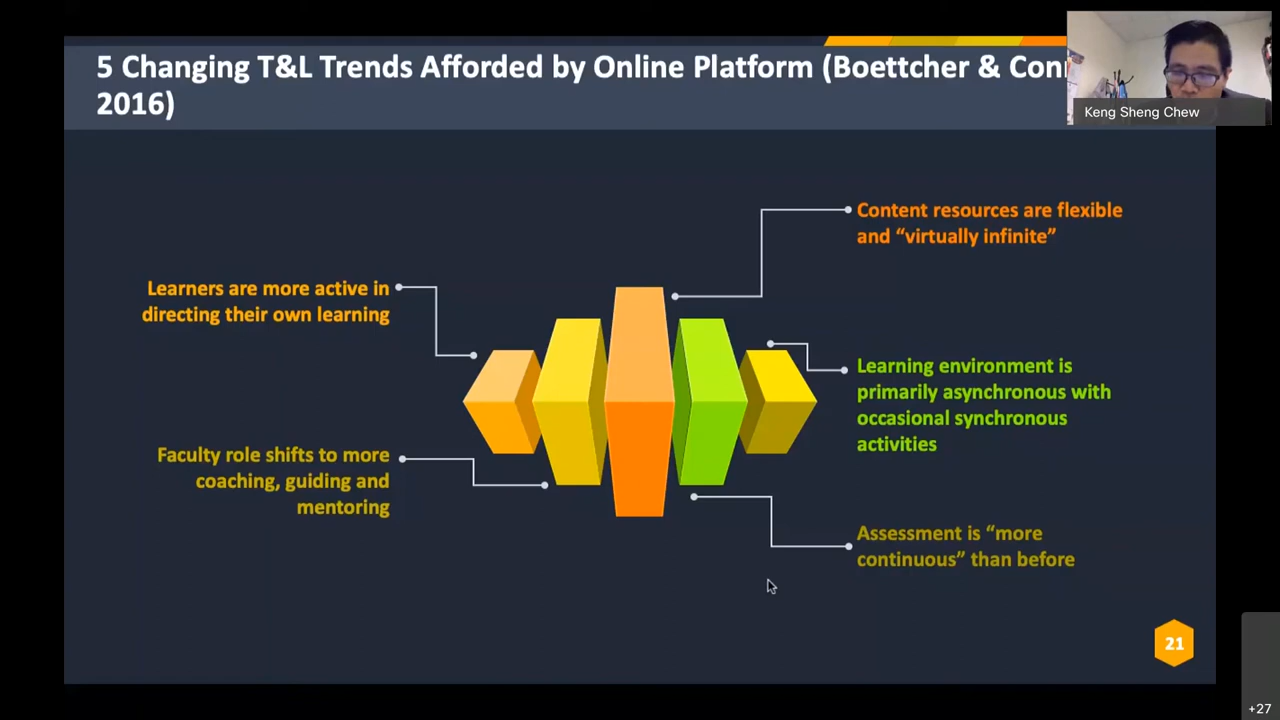 5 Changing T&L Trends Afforded by Online Platform (Boettcher &
2016)
Keng Sheng Chew
Content resources are flexible
and “virtually infinite”
Learners are more active in
directing their own learning
Learning environment is
primarily asynchronous with
occasional synchronous
activities
Faculty role shifts to more
coaching, guiding and
mentoring
Assessment is “more
continuous” than before
21
+27